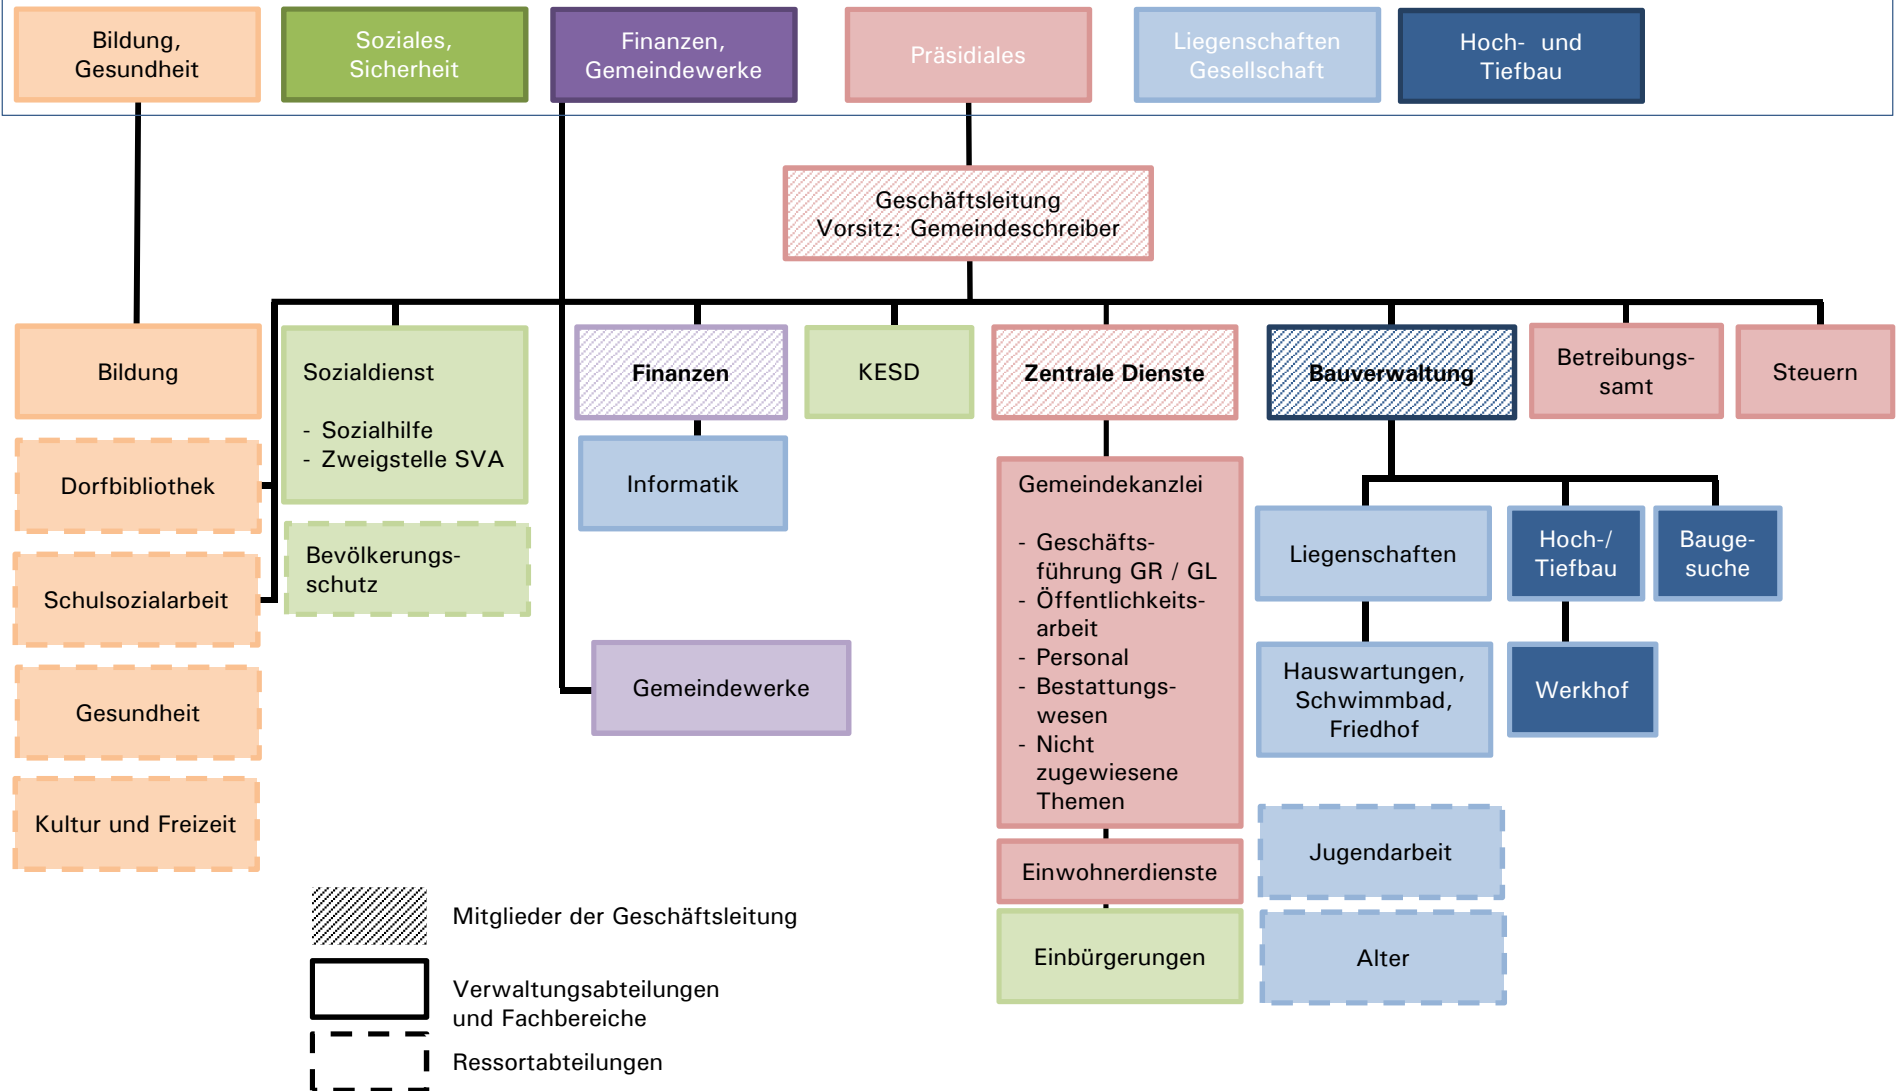 Bildung,
Gesundheit
Soziales,
Sicherheit
Finanzen,
Gemeindewerke
Präsidiales
Liegenschaften
Gesellschaft
Hoch- und
Tiefbau
Geschäftsleitung
Vorsitz: Gemeindeschreiber
Bildung
Dorfbibliothek
Schulsozialarbeit
Gesundheit
Kultur und Freizeit
Sozialdienst
- Sozialhilfe
- Zweigstelle SVA
Bevölkerungs-
schutz
Finanzen
Informatik
Gemeindewerke
KESD
Zentrale Dienste
Gemeindekanzlei
- Geschäfts-
führung GR / GL
- Öffentlichkeits-
arbeit
- Personal
- Bestattungs-
wesen
- Nicht
zugewiesene
Themen
Einwohnerdienste
Einbürgerungen
Bauverwaltung
Liegenschaften
Hauswartungen,
Schwimmbad,
Friedhof
Hoch-/
Tiefbau
Werkhof
Bauge-
suche
Jugendarbeit
Alter
Betreibungs-
samt
Steuern
Mitglieder der Geschäftsleitung
Verwaltungsabteilungen
und Fachbereiche
Ressortabteilungen